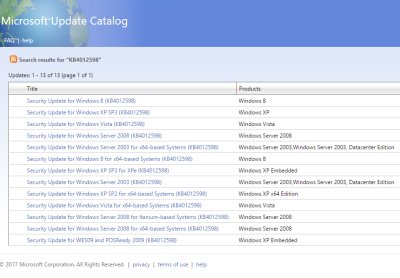 Microsoft Update Catalog
FAQ | help
Search results for "KB4012598"
Updates: 1 - 13 of 13 (page 1 of 1)
Title Products
Security Update for Windows 8 (KB4012598) Windows 8
Security Update for Windows XP SP3 (KB4012598) Windows XP
Security Update for Windows Vista (KB4012598) Windows Vista
Security Update for Windows Server 2008 (KB4012598) Windows Server 2008
Security Update for Windows Server 2003 for x64-based Systems (KB4012598) Windows Server 2003,Windows Server 2003, Datacenter Edition
Security Update for Windows 8 for x64-based Systems (KB4012598) Windows 8
Security Update for Windows XP SP3 for XPe (KB4012598) Windows XP Embedded
Security Update for Windows Server 2003 (KB4012598) Windows Server 2003,Windows Server 2003, Datacenter Edition
Security Update for Windows XP SP2 for x64-based Systems (KB4012598) Windows XP x64 Edition
Security Update for Windows Vista for x64-based Systems (KB4012598) Windows Vista
Security Update for Windows Server 2008 for Itanium-based Systems (KB4012598) Windows Server 2008
Security Update for Windows Server 2008 for x64-based Systems (KB4012598) Windows Server 2008
Security Update for WES09 and POSReady 2009 (KB4012598) Windows XP Embedded
© 2017 Microsoft Corporation. All Rights Reserved. | privacy | terms of use | help